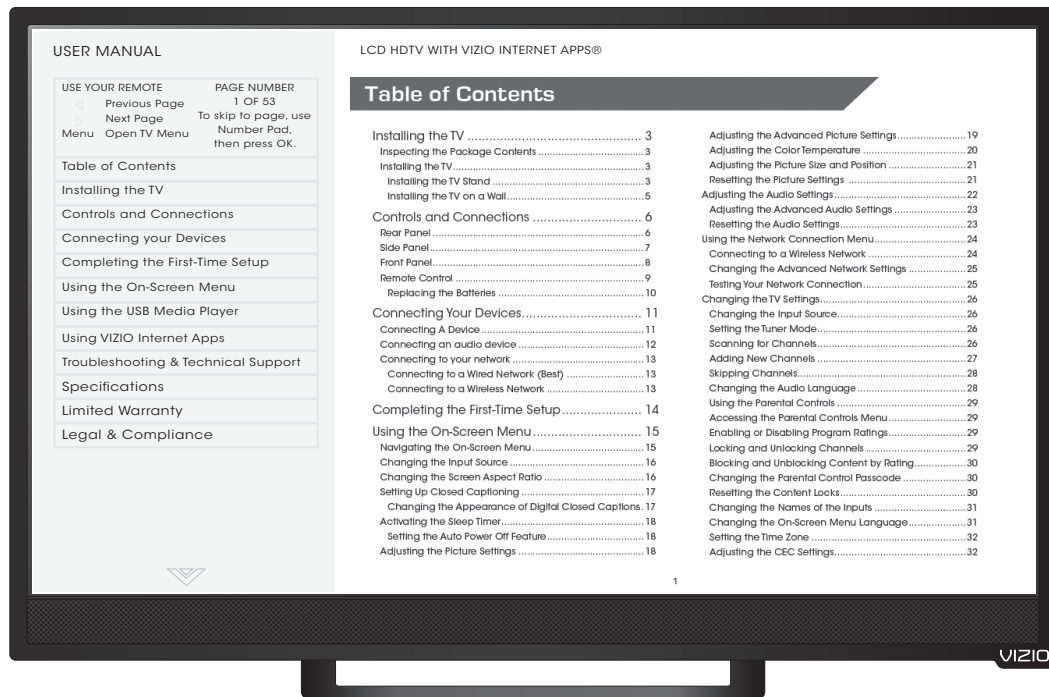 USER MANUAL
USE YOUR REMOTE
Previous Page
Next Page
Menu Open TV Menu
PAGE NUMBER
1 OF 53
To skip to page, use
Number Pad,
then press OK.
Table of Contents
Installing the TV
Controls and Connections
Connecting your Devices
Completing the First-Time Setup
Using the On-Screen Menu
Using the USB Media Player
Using VIZIO Internet Apps
Troubleshooting & Technical Support
Specifications
Limited Warranty
Legal & Compliance
LCD HDTV WITH VIZIO INTERNET APPS®
Table of Contents
Installing the TV ............ 3
Inspecting the Package Contents ............ 3
Installing the TV............ 3
Installing the TV Stand ............ 3
Installing the TV on a Wall............ 5
Controls and Connections ............ 6
Rear Panel ............ 6
Side Panel ............ 7
Front Panel............ 8
Remote Control ............ 9
Replacing the Batteries ............ 10
Connecting Your Devices............ 11
Connecting A Device ............ 11
Connecting an audio device ............ 12
Connecting to your network ............ 13
Connecting to a Wired Network (Best) ............ 13
Connecting to a Wireless Network ............ 13
Completing the First-Time Setup............ 14
Using the On-Screen Menu............ 15
Navigating the On-Screen Menu............ 15
Changing the Input Source ............ 16
Changing the Screen Aspect Ratio ............ 16
Setting Up Closed Captioning ............ 17
Changing the Appearance of Digital Closed Captions. 17
Activating the Sleep Timer............ 18
Setting the Auto Power Off Feature............ 18
Adjusting the Picture Settings ............ 18
Adjusting the Advanced Picture Settings............ 19
Adjusting the Color Temperature ............ 20
Adjusting the Picture Size and Position ............ 21
Resetting the Picture Settings ............ 21
Adjusting the Audio Settings............ 22
Adjusting the Advanced Audio Settings ............ 23
Resetting the Audio Settings............ 23
Using the Network Connection Menu............ 24
Connecting to a Wireless Network ............ 24
Changing the Advanced Network Settings ............ 25
Testing Your Network Connection............ 25
Changing the TV Settings............ 26
Changing the Input Source............ 26
Setting the Tuner Mode............ 26
Scanning for Channels............ 26
Adding New Channels ............ 27
Skipping Channels............ 28
Changing the Audio Language ............ 28
Using the Parental Controls ............ 29
Accessing the Parental Controls Menu............ 29
Enabling or Disabling Program Ratings............ 29
Locking and Unlocking Channels ............ 29
Blocking and Unblocking Content by Rating............ 30
Changing the Parental Control Passcode ............ 30
Resetting the Content Locks............ 30
Changing the Names of the Inputs ............ 31
Changing the On-Screen Menu Language............ 31
Setting the Time Zone ............ 32
Adjusting the CEC Settings............ 32
1
VIZIO